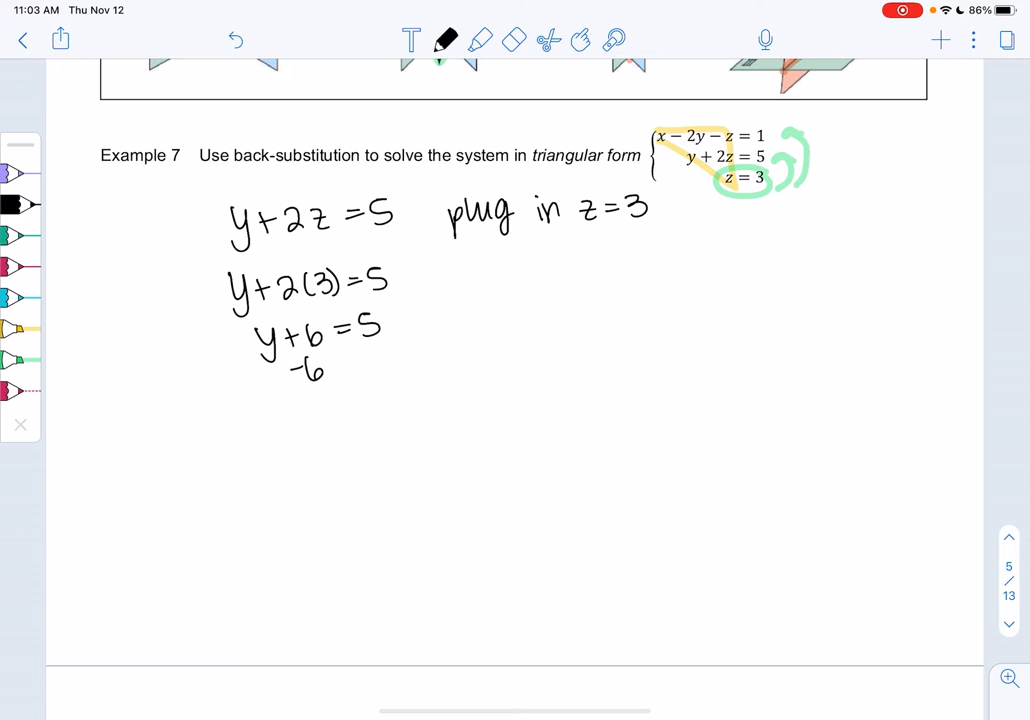 11:03 AM Thu Nov 12
86%
Example 7 Use back-substitution to solve the system in triangular form
x − 2y − z = 1
y + 2z = 5
z = 3
y+2z=5 plug in z=3
y+2(3)=5
y+6=5
-6
5
/
13